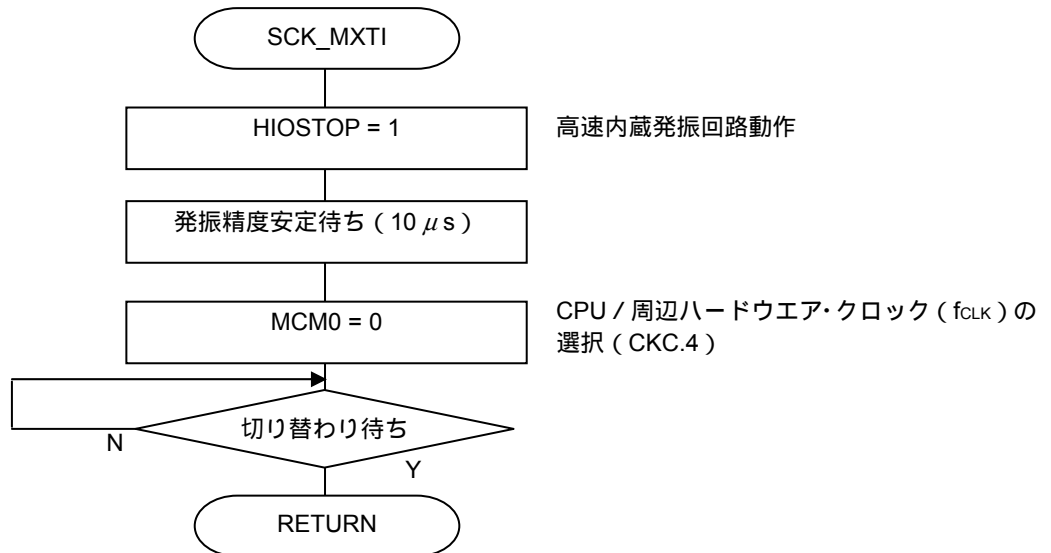 SCK_MXTI
HIOSTOP = 1
高速内蔵発振回路動作
発振精度安定待ち（10 μs）
MCM0 = 0
CPU / 周辺ハードウエア・クロック（fCLK）の
選択（CKC.4）
切り替わり待ち
N
Y
RETURN